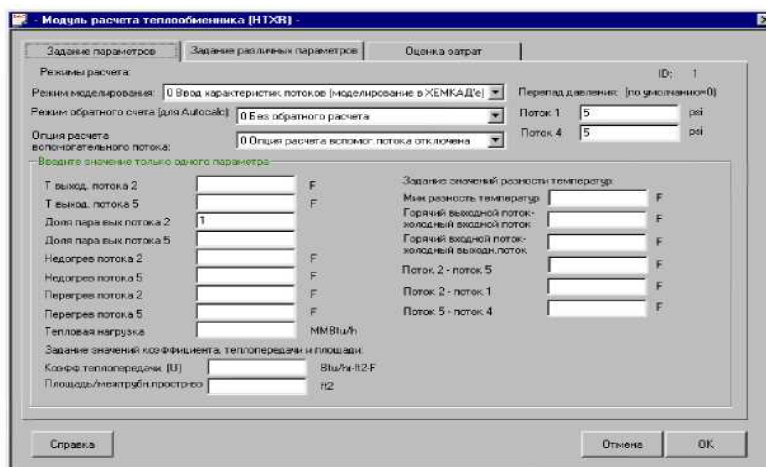 - Модуль расчета теплообменника (HTXR) -
Задание параметров
Задание различных параметров
Оценка затрат
Режимы расчета:
ID: 1
Режим моделирования: 0 Ввод характеристик потоков (моделирование в ХЕМКАД'е)
Перепад давления: (по умолчанию=0)
Режим обратного счета (для Autocalc): 0 Без обратного расчета
Поток 1 5 psi
Опция расчета вспомогательного потока: 0 Опция расчета вспомог.потока отключена
Поток 4 5 psi
Введите значение только одного параметра
Т выход. потока 2 F
Т выход. потока 5 F
Доля пара вых потока 2 1
Доля пара вых потока 5
Недогрев потока 2 F
Недогрев потока 5 F
Перегрев потока 2 F
Перегрев потока 5 F
Тепловая нагрузка MMBtu/h
Задание значений разности температур:
Мин разность температур F
Горячий выходной поток-
холодный входной поток F
Горячий входной поток-
холодный выходн.поток F
Поток 2 - поток 5 F
Поток 2 - поток 1 F
Поток 5 - поток 4 F
Задание значений коэффициента. теплопередачи и площади:
Коэфф.теплопередачи (U) Btu/hr-ft2-F
Площадь/межтрубн.простр-во ft2
Справка
Отмена
OK